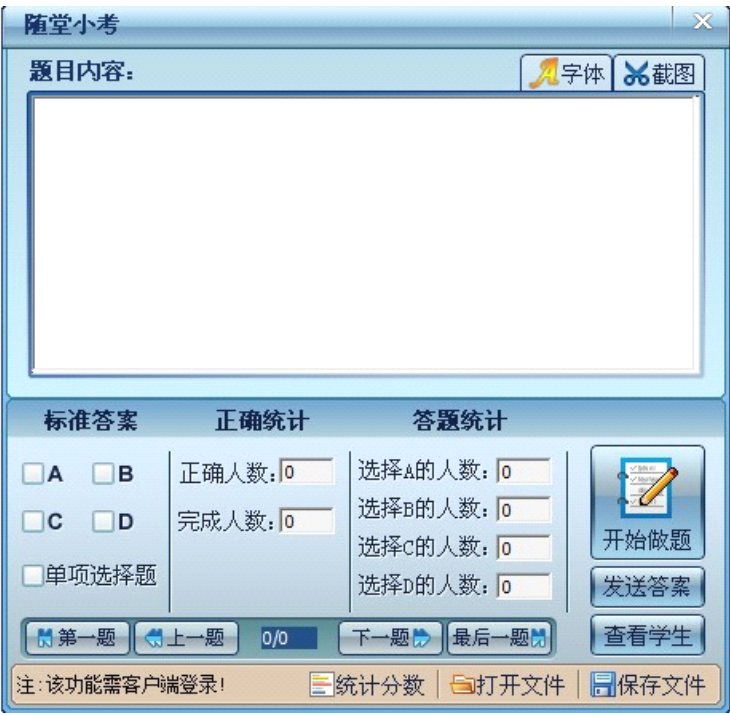 随堂小考
题目内容: 字体 截图
标准答案 正确统计 答题统计
A B 正确人数: 0 选择A的人数: 0
C D 完成人数: 0 选择B的人数: 0
选择C的人数: 0
单项选择题 选择D的人数: 0
开始做题
发送答案
查看学生
第一题 上一题 0/0 下一题 最后一题
注:该功能需客户端登录! 统计分数 打开文件 保存文件